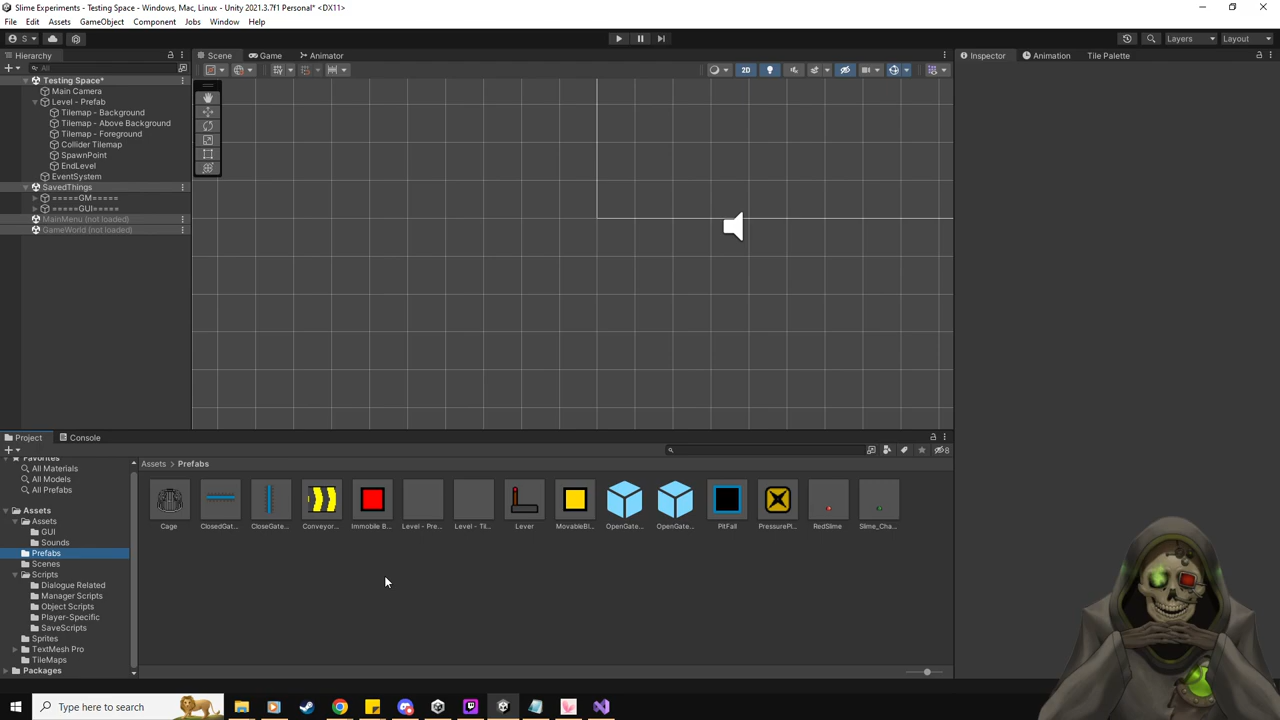 Slime Experiments - Testing Space - Windows, Mac, Linux - Unity 2021.3.7f1 Personal* <DX11>
File Edit Assets GameObject Component Jobs Window Help
S Layers Layout
Hierarchy Scene Game Animator Inspector Animation Tile Palette
All 2D
Testing Space*
Main Camera
Level - Prefab
Tilemap - Background
Tilemap - Above Background
Tilemap - Foreground
Collider Tilemap
SpawnPoint
EndLevel
EventSystem
SavedThings
=====GM=====
=====GUI=====
MainMenu (not loaded)
GameWorld (not loaded)
Project Console
8
Favorites
All Materials
All Models
All Prefabs
Assets
Assets
GUI
Sounds
Prefabs
Scenes
Scripts
Dialogue Related
Manager Scripts
Object Scripts
Player-Specific
SaveScripts
Sprites
TextMesh Pro
TileMaps
Packages
Assets > Prefabs
Cage ClosedGat... CloseGate... Conveyor... Immobile B... Level - Pre... Level - Til... Lever MovableBl... OpenGate... OpenGate... PitFall PressurePl... RedSlime Slime_Cha...
Type here to search